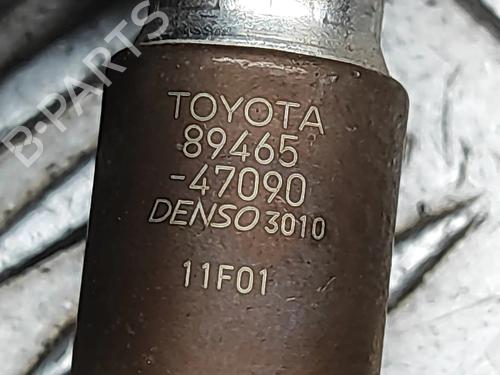 B-PARTS
TOYOTA
89465
-47090
DENSO 3010
11F01